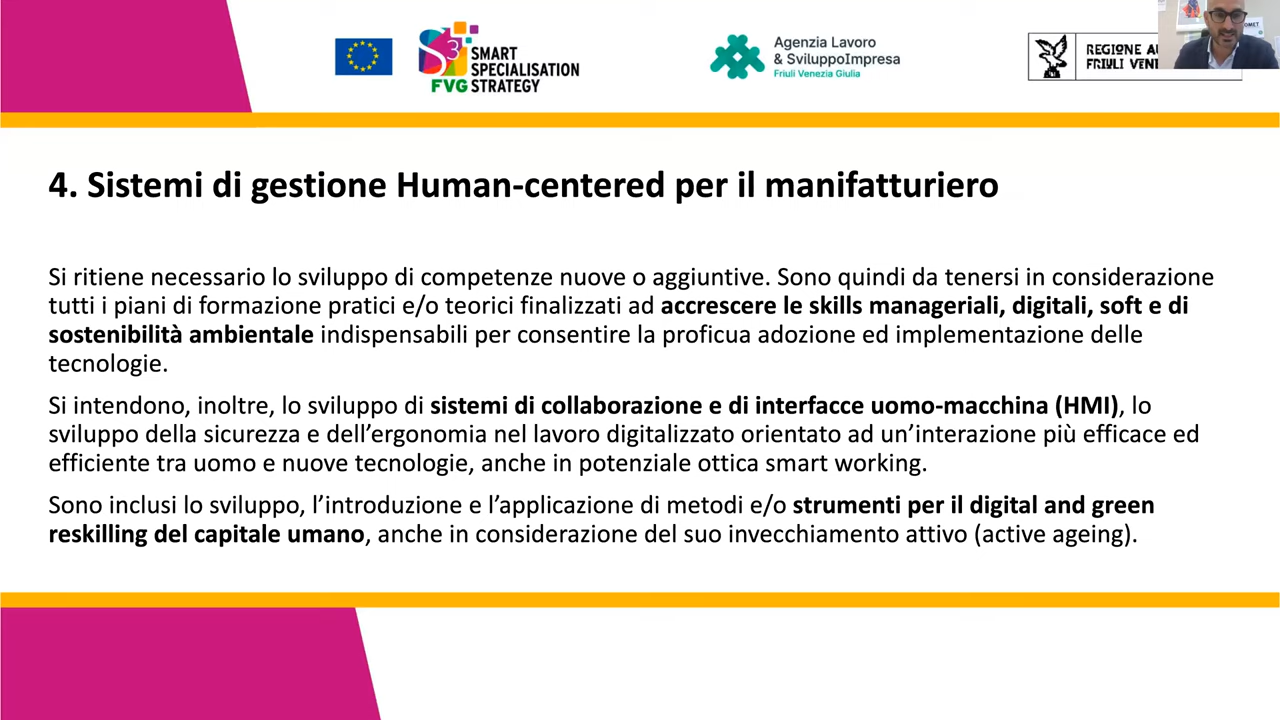 S3
SMART
SPECIALISATION
FVG STRATEGY
Agenzia Lavoro
& SviluppoImpresa
Friuli Venezia Giulia
REGIONE
FRIULI
4. Sistemi di gestione Human-centered per il manifatturiero
Si ritiene necessario lo sviluppo di competenze nuove o aggiuntive. Sono quindi da tenersi in considerazione
tutti i piani di formazione pratici e/o teorici finalizzati ad accrescere le skills manageriali, digitali, soft e di
sostenibilità ambientale indispensabili per consentire la proficua adozione ed implementazione delle
tecnologie.
Si intendono, inoltre, lo sviluppo di sistemi di collaborazione e di interfacce uomo-macchina (HMI), lo
sviluppo della sicurezza e dell’ergonomia nel lavoro digitalizzato orientato ad un’interazione più efficace ed
efficiente tra uomo e nuove tecnologie, anche in potenziale ottica smart working.
Sono inclusi lo sviluppo, l’introduzione e l’applicazione di metodi e/o strumenti per il digital and green
reskilling del capitale umano, anche in considerazione del suo invecchiamento attivo (active ageing).